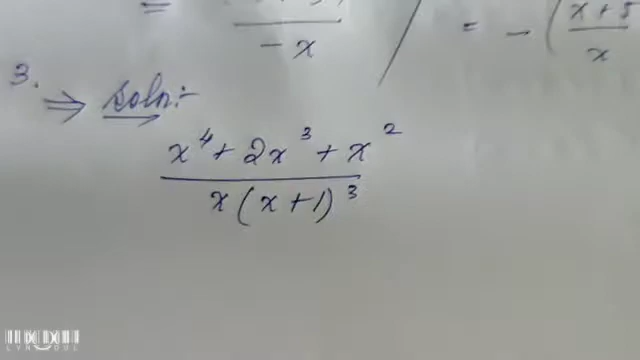 =
- x
= - (x + 5
x
3.
⇒ Soln:-
x⁴ + 2x³ + x²
x(x+1)³